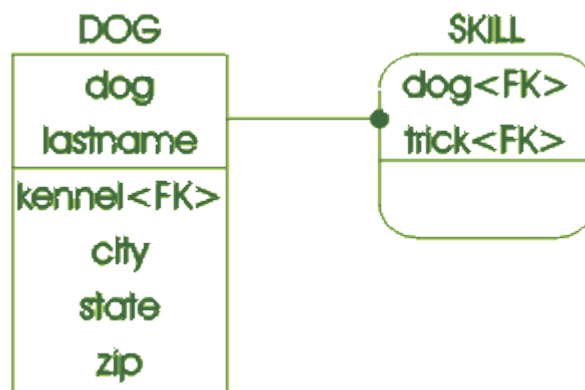 DOG
dog
lastname
kennel<FK>
city
state
zip
SKILL
dog<FK>
trick<FK>